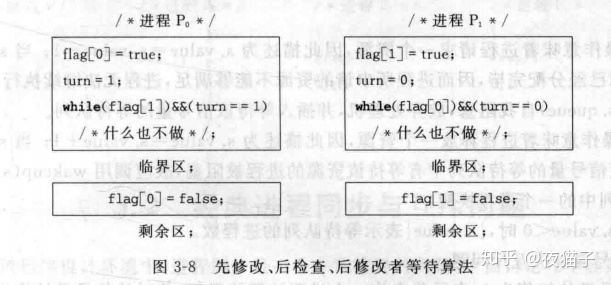 /*进程 P₀*/
flag[0]=true;
turn=1;
while(flag[1])&&(turn==1)
/*什么也不做*/;
临界区;
flag[0]=false;
剩余区;
/*进程 P₁*/
flag[1]=true;
turn=0;
while(flag[0])&&(turn==0)
/*什么也不做*/;
临界区;
flag[1]=false;
剩余区;
图 3-8 先修改、后检查、后修改者等待算法
知乎 @夜猫子